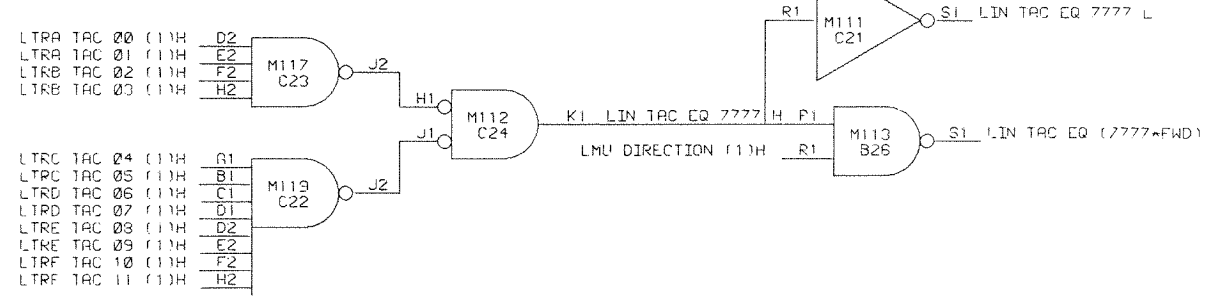 R1 M111 C21 S1 LIN TAC EQ 7777 L
LTRA TAC 00 (1)H D2
LTRA TAC 01 (1)H E2
LTRB TAC 02 (1)H F2
LTRB TAC 03 (1)H H2
M117
C23
J2
H1
J1
M112
C24
K1 LIN TAC EQ 7777 H P1
LMU DIRECTION (1)H R1
M113
B26
S1 LIN TAC EQ (7777*FWD)
LTRC TAC 04 (1)H A1
LTRC TAC 05 (1)H B1
LTRD TAC 06 (1)H C1
LTRD TAC 07 (1)H D1
LTRE TAC 08 (1)H D2
LTRE TAC 09 (1)H E2
LTRF TAC 10 (1)H F2
LTRF TAC 11 (1)H H2
M119
C22
J2